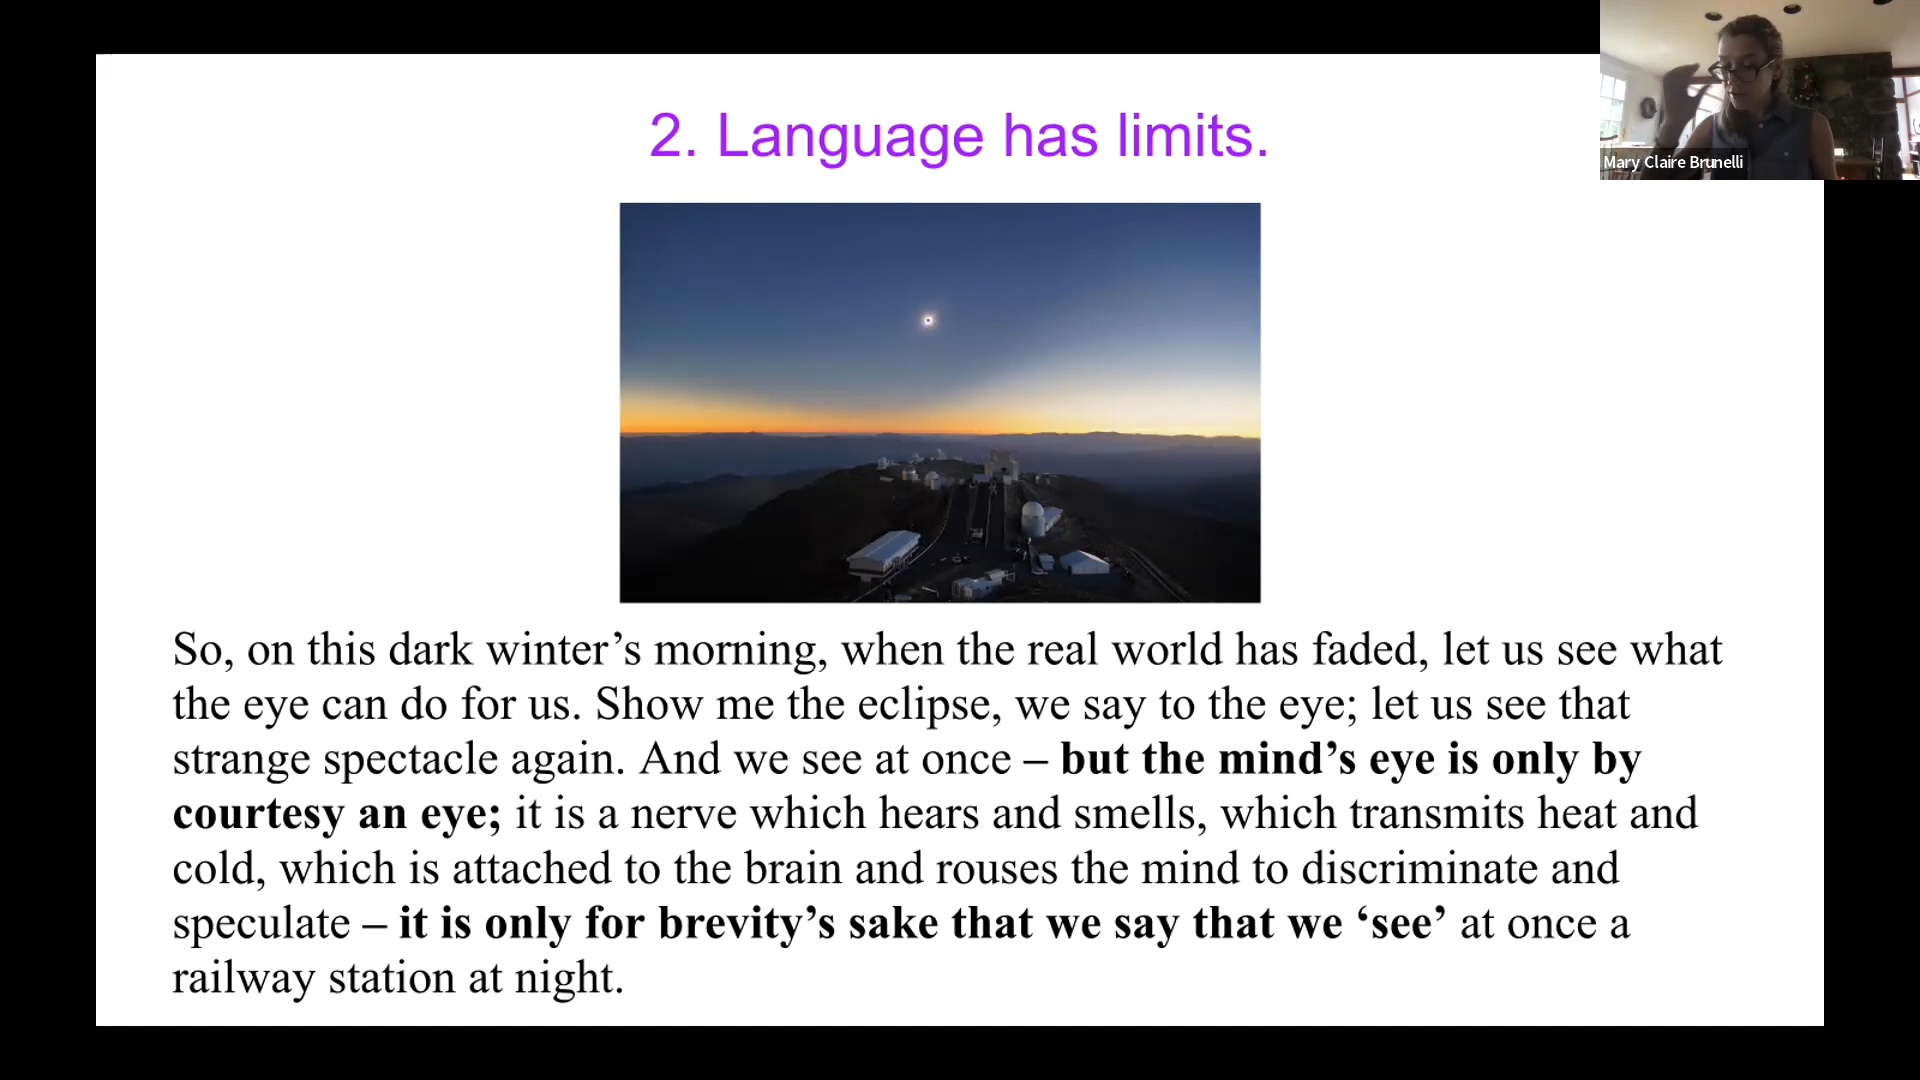 2. Language has limits.
Mary Claire Brunelli
So, on this dark winter’s morning, when the real world has faded, let us see what
the eye can do for us. Show me the eclipse, we say to the eye; let us see that
strange spectacle again. And we see at once – but the mind’s eye is only by
courtesy an eye; it is a nerve which hears and smells, which transmits heat and
cold, which is attached to the brain and rouses the mind to discriminate and
speculate – it is only for brevity’s sake that we say that we ‘see’ at once a
railway station at night.